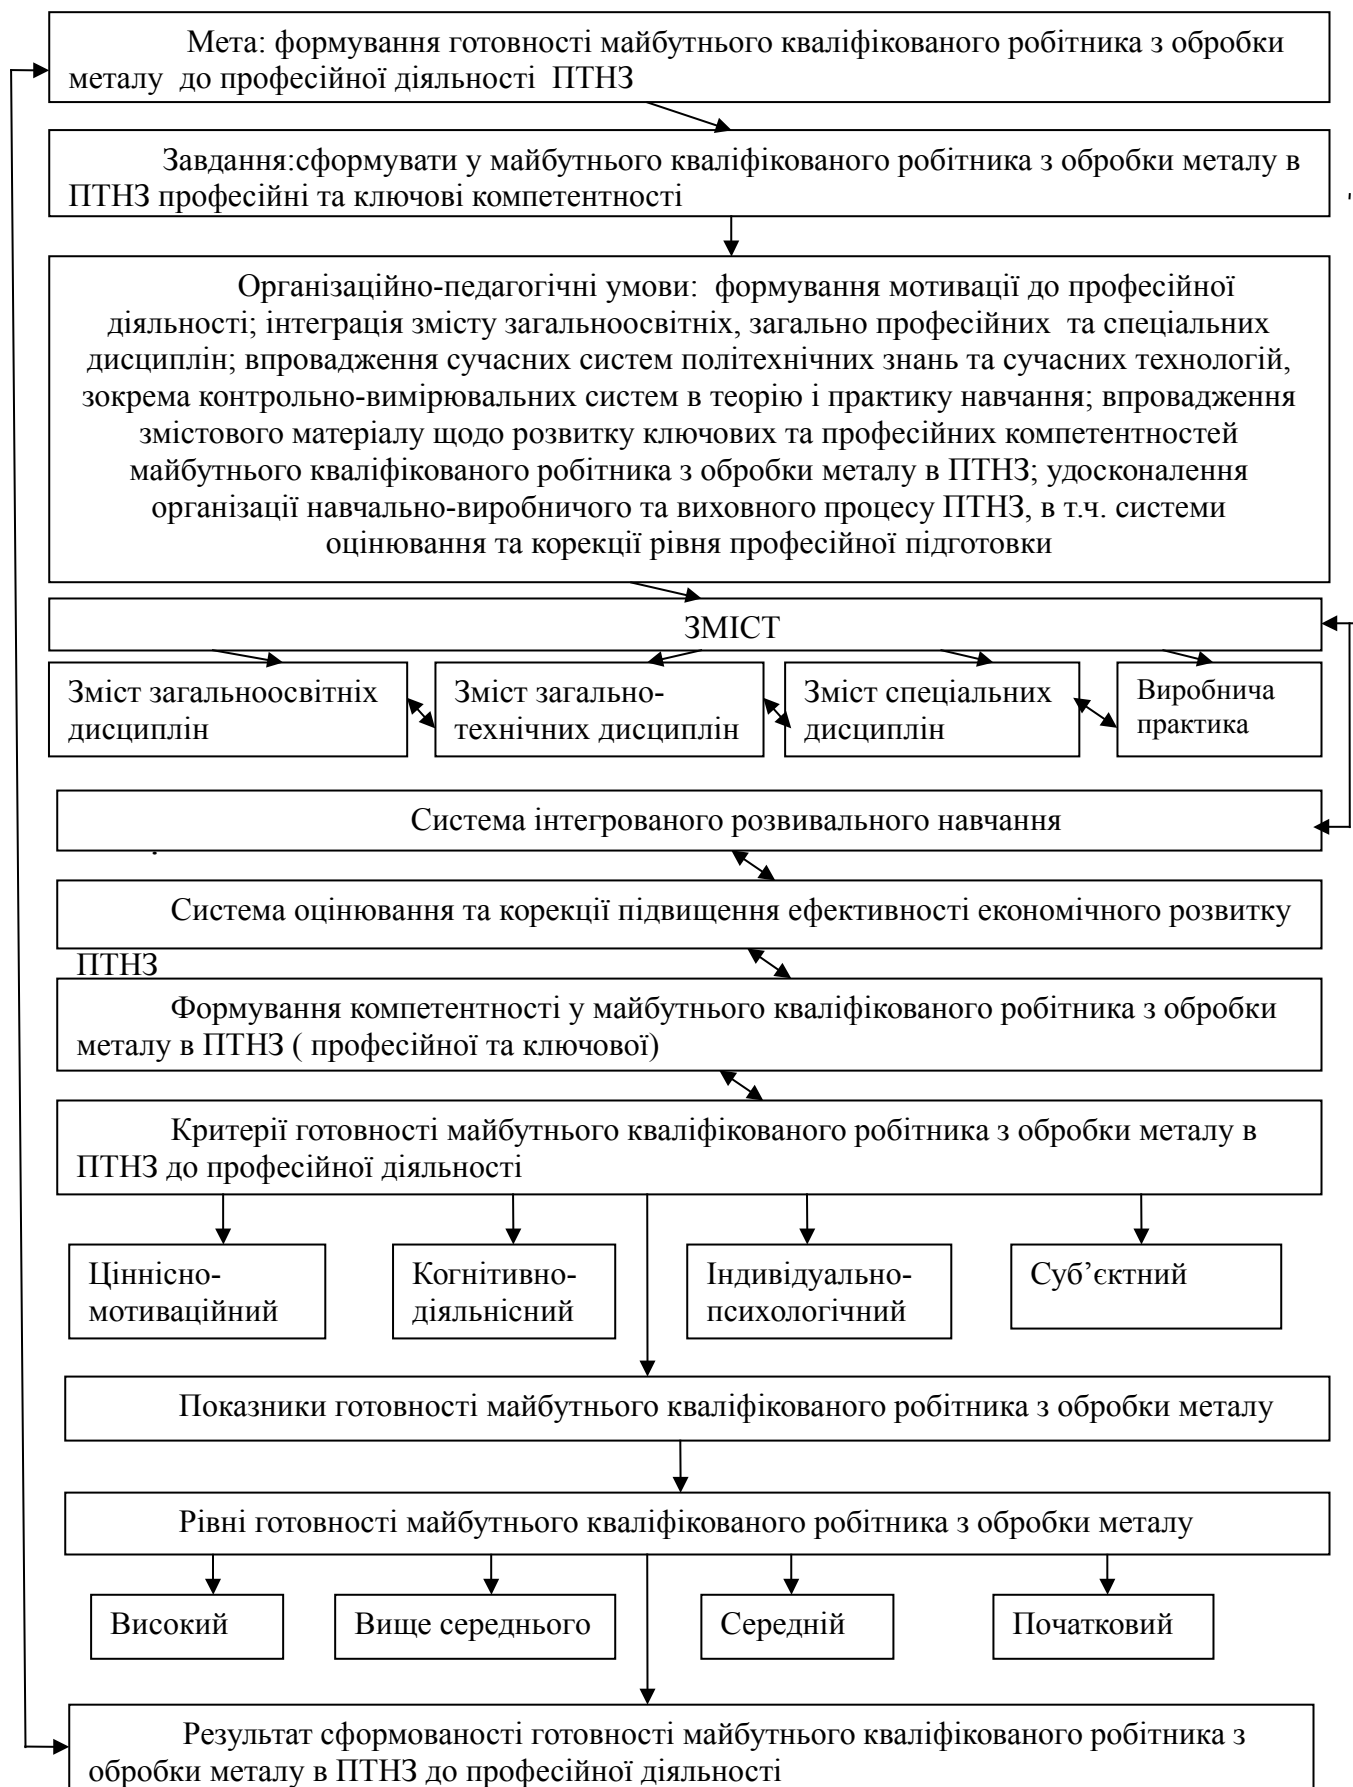 Мета: формування готовності майбутнього кваліфікованого робітника з обробки
металу до професійної діяльності ПТНЗ
Завдання:сформувати у майбутнього кваліфікованого робітника з обробки металу в
ПТНЗ професійні та ключові компетентності
Організаційно-педагогічні умови: формування мотивації до професійної
діяльності; інтеграція змісту загальноосвітніх, загально професійних та спеціальних
дисциплін; впровадження сучасних систем політехнічних знань та сучасних технологій,
зокрема контрольно-вимірювальних систем в теорію і практику навчання; впровадження
змістового матеріалу щодо розвитку ключових та професійних компетентностей
майбутнього кваліфікованого робітника з обробки металу в ПТНЗ; удосконалення
організації навчально-виробничого та виховного процесу ПТНЗ, в т.ч. системи
оцінювання та корекції рівня професійної підготовки
ЗМІСТ
Зміст загальноосвітніх
дисциплін
Зміст загально-
технічних дисциплін
Зміст спеціальних
дисциплін
Виробнича
практика
Система інтегрованого розвивального навчання
Система оцінювання та корекції підвищення ефективності економічного розвитку
ПТНЗ
Формування компетентності у майбутнього кваліфікованого робітника з обробки
металу в ПТНЗ ( професійної та ключової)
Критерії готовності майбутнього кваліфікованого робітника з обробки металу в
ПТНЗ до професійної діяльності
Ціннісно-
мотиваційний
Когнітивно-
діяльнісний
Індивідуально-
психологічний
Суб’єктний
Показники готовності майбутнього кваліфікованого робітника з обробки металу
Рівні готовності майбутнього кваліфікованого робітника з обробки металу
Високий
Вище середнього
Середній
Початковий
Результат сформованості готовності майбутнього кваліфікованого робітника з
обробки металу в ПТНЗ до професійної діяльності